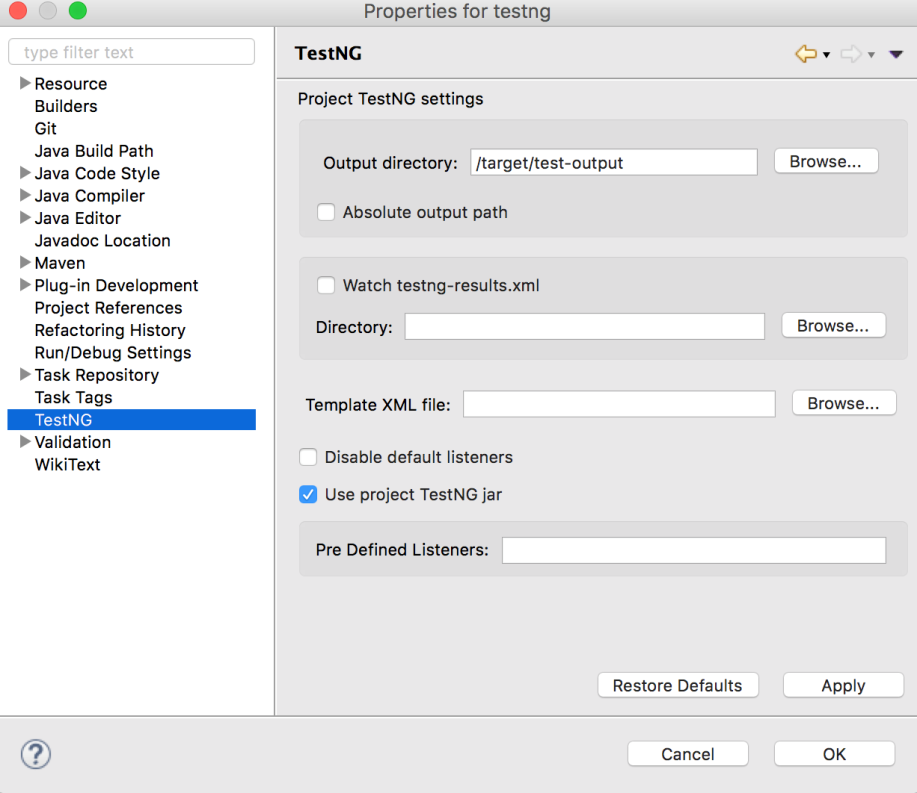 Properties for testng
type filter text
Resource
Builders
Git
Java Build Path
Java Code Style
Java Compiler
Java Editor
Javadoc Location
Maven
Plug-in Development
Project References
Refactoring History
Run/Debug Settings
Task Repository
Task Tags
TestNG
Validation
WikiText
TestNG
Project TestNG settings
Output directory: /target/test-output Browse...
Absolute output path
Watch testng-results.xml
Directory: Browse...
Template XML file: Browse...
Disable default listeners
Use project TestNG jar
Pre Defined Listeners:
Restore Defaults Apply
? Cancel OK